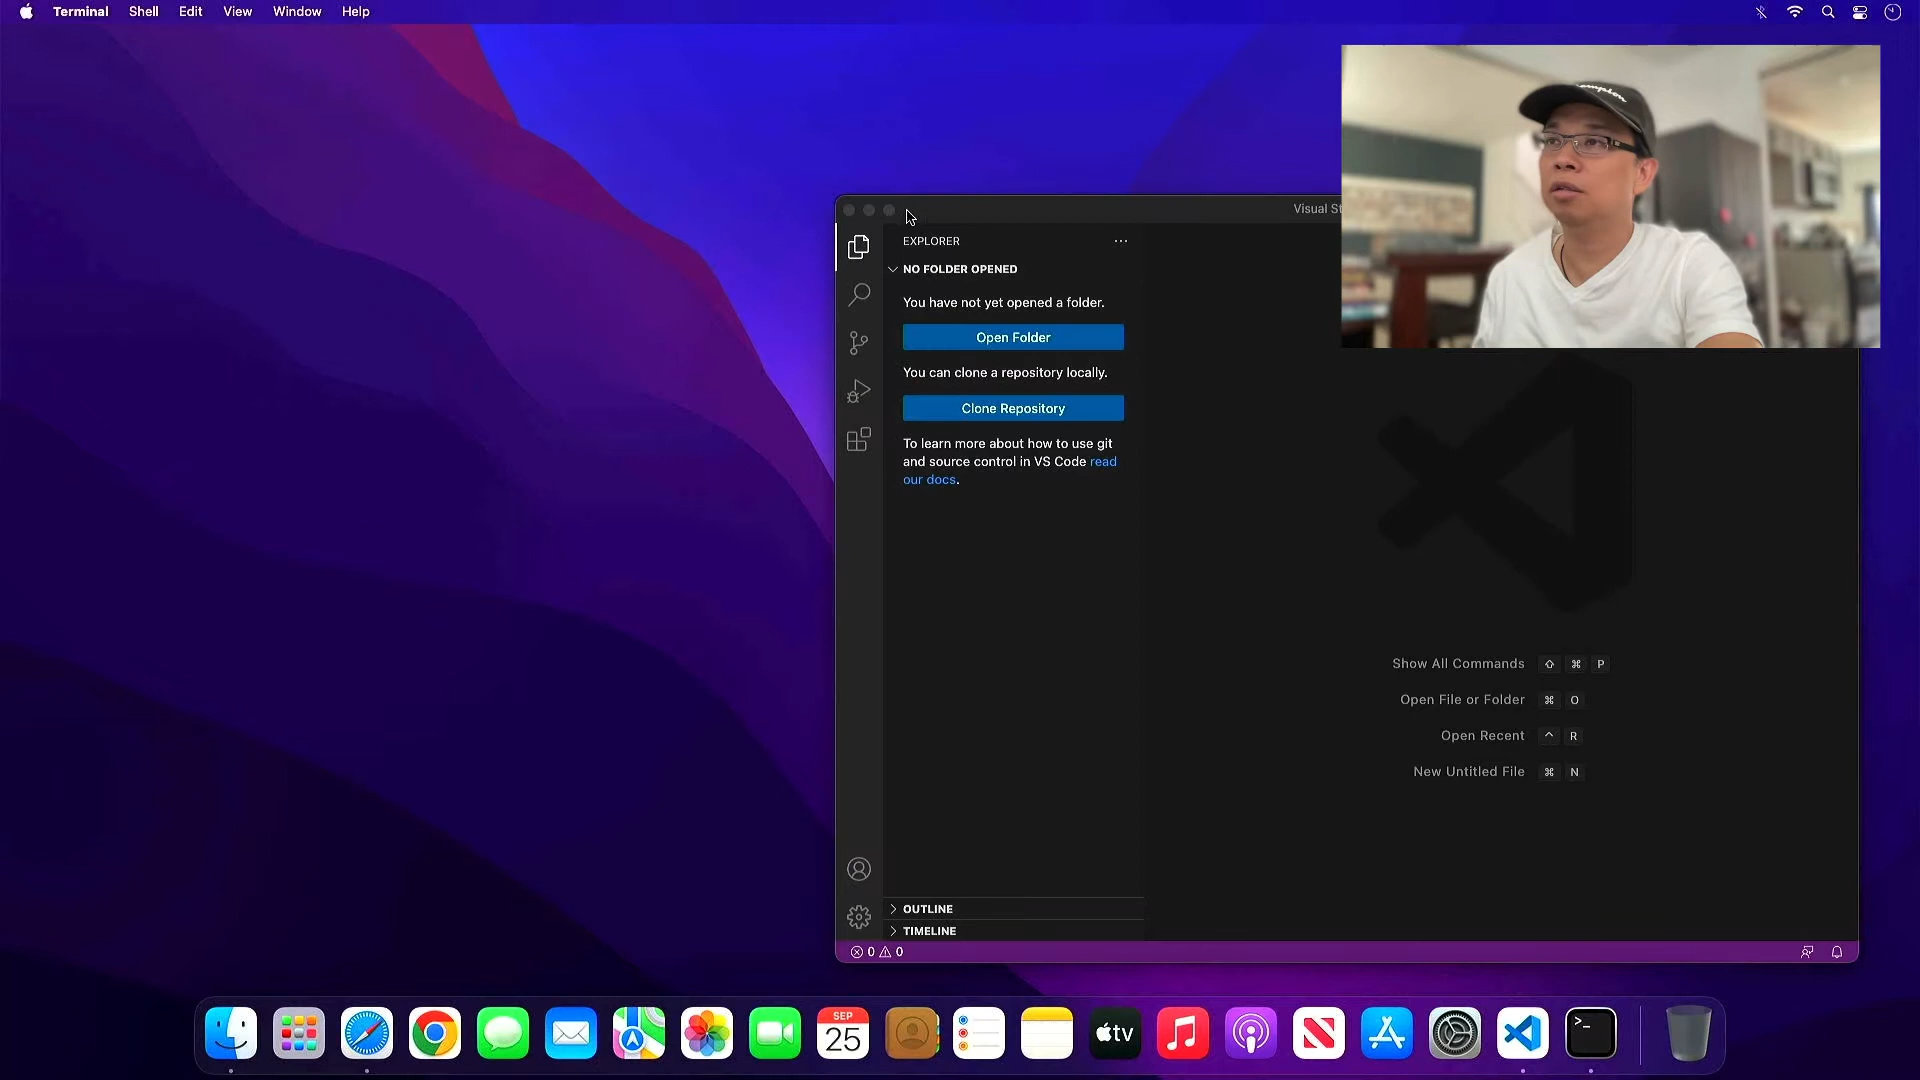 Terminal Shell Edit View Window Help
Visual St
EXPLORER
NO FOLDER OPENED
You have not yet opened a folder.
Open Folder
You can clone a repository locally.
Clone Repository
To learn more about how to use git
and source control in VS Code read
our docs.
Show All Commands ⇧ ⌘ P
Open File or Folder ⌘ O
Open Recent ^ R
New Untitled File ⌘ N
OUTLINE
TIMELINE
0 0
SEP
25
tv
>_